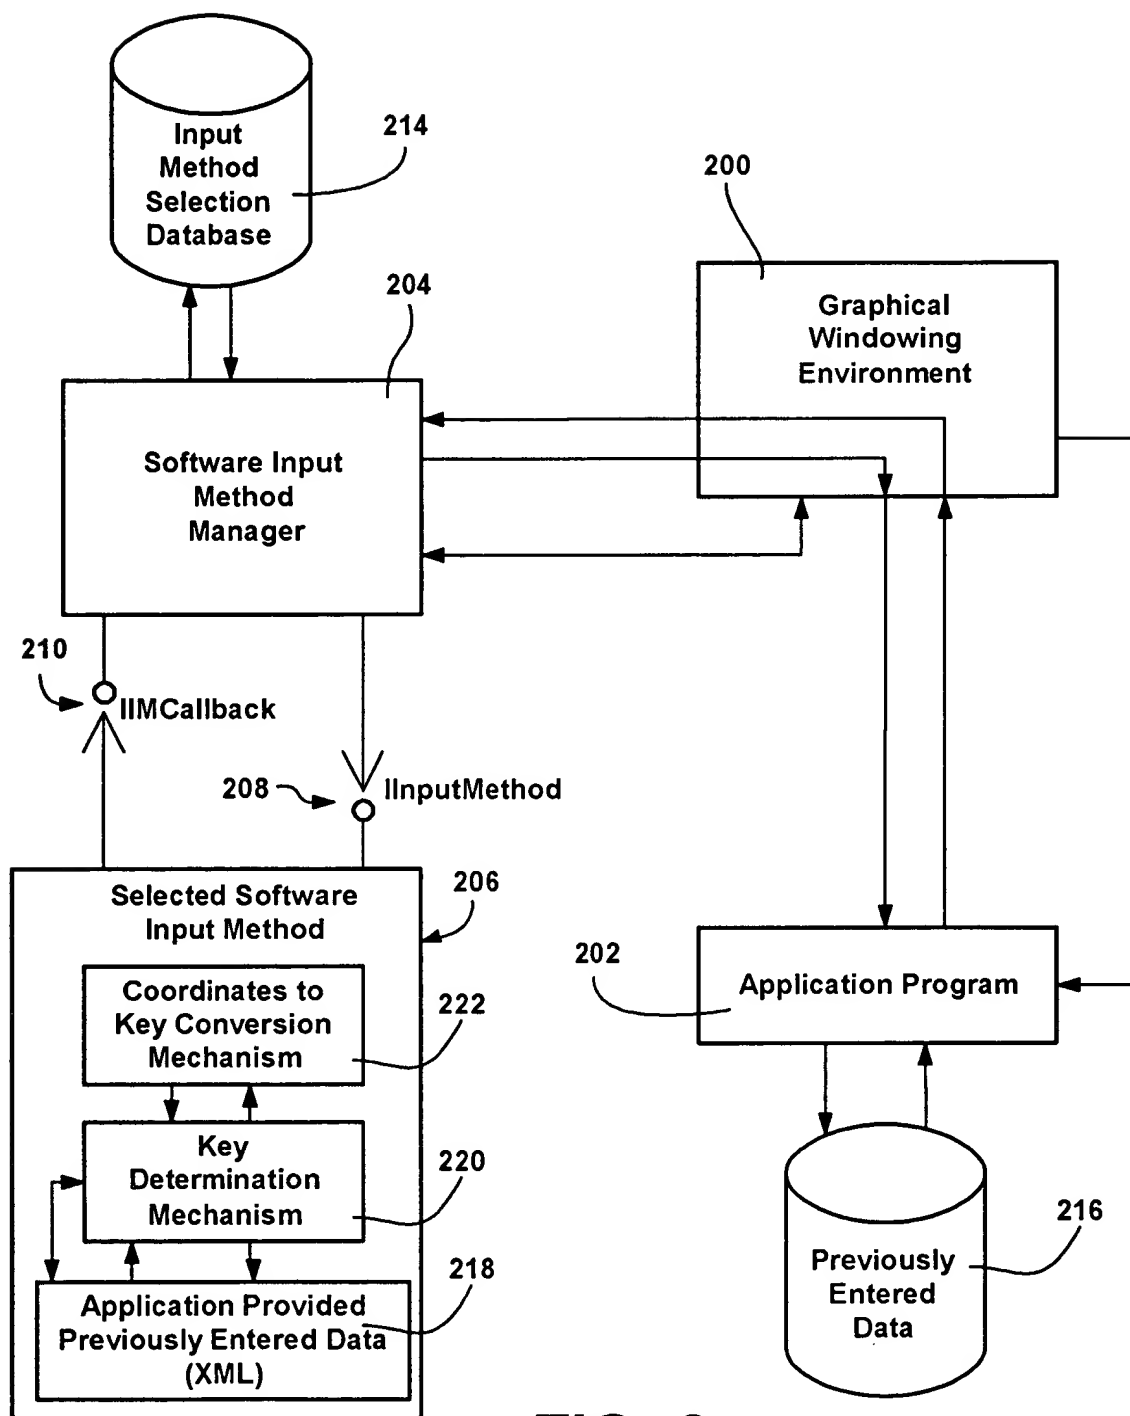 Input
Method
Selection
Database
214
200
204
Graphical
Windowing
Environment
Software Input
Method
Manager
210
IIMCallback
208
IInputMethod
Selected Software
Input Method
206
Coordinates to
Key Conversion
Mechanism
222
202
Application Program
Key
Determination
Mechanism
220
216
Previously
Entered
Data
218
Application Provided
Previously Entered Data
(XML)